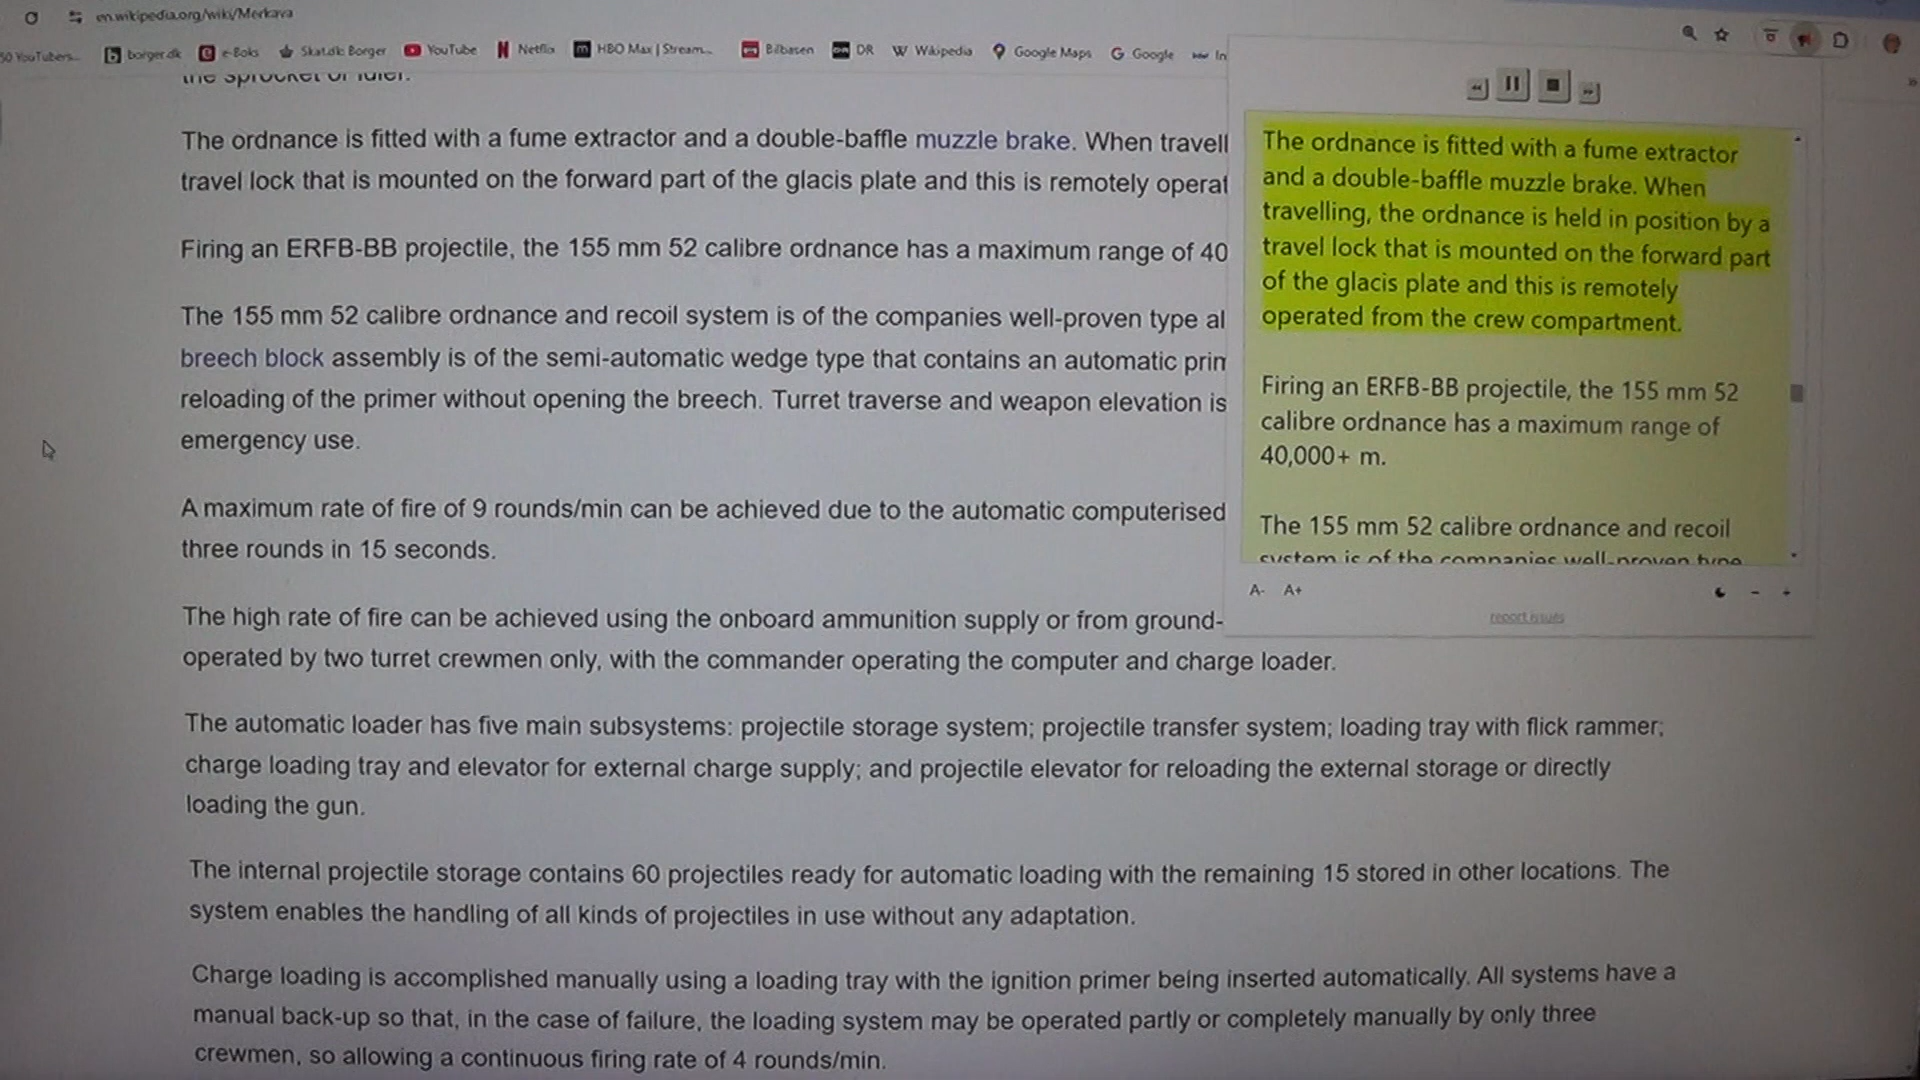 en.wikipedia.org/wiki/Merkava
50 YouTubers... borger.dk e-Boks Skat.dk: Borger YouTube Netflix HBO Max | Stream... Bilbasen DR Wikipedia Google Maps Google In
the sprocket or idler.
The ordnance is fitted with a fume extractor and a double-baffle muzzle brake. When travell
travel lock that is mounted on the forward part of the glacis plate and this is remotely operat
Firing an ERFB-BB projectile, the 155 mm 52 calibre ordnance has a maximum range of 40
The 155 mm 52 calibre ordnance and recoil system is of the companies well-proven type al
breech block assembly is of the semi-automatic wedge type that contains an automatic prim
reloading of the primer without opening the breech. Turret traverse and weapon elevation is
emergency use.
A maximum rate of fire of 9 rounds/min can be achieved due to the automatic computerised
three rounds in 15 seconds.
The high rate of fire can be achieved using the onboard ammunition supply or from ground-
operated by two turret crewmen only, with the commander operating the computer and charge loader.
The automatic loader has five main subsystems: projectile storage system; projectile transfer system; loading tray with flick rammer;
charge loading tray and elevator for external charge supply; and projectile elevator for reloading the external storage or directly
loading the gun.
The internal projectile storage contains 60 projectiles ready for automatic loading with the remaining 15 stored in other locations. The
system enables the handling of all kinds of projectiles in use without any adaptation.
Charge loading is accomplished manually using a loading tray with the ignition primer being inserted automatically. All systems have a
manual back-up so that, in the case of failure, the loading system may be operated partly or completely manually by only three
crewmen, so allowing a continuous firing rate of 4 rounds/min.
The ordnance is fitted with a fume extractor
and a double-baffle muzzle brake. When
travelling, the ordnance is held in position by a
travel lock that is mounted on the forward part
of the glacis plate and this is remotely
operated from the crew compartment.
Firing an ERFB-BB projectile, the 155 mm 52
calibre ordnance has a maximum range of
40,000+ m.
The 155 mm 52 calibre ordnance and recoil
system is of the companies well-proven type
A- A+ - +
report issues